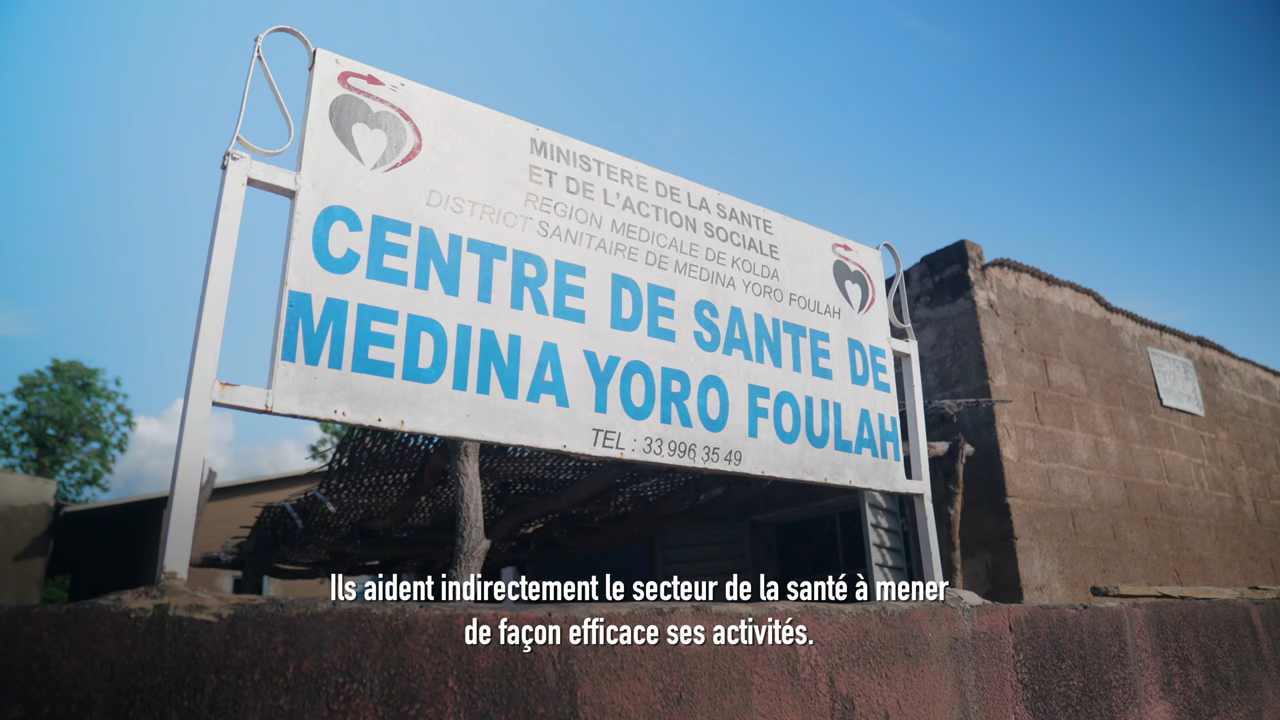 MINISTERE DE LA SANTE
ET DE L'ACTION SOCIALE
REGION MEDICALE DE KOLDA
DISTRICT SANITAIRE DE MEDINA YORO FOULAH
CENTRE DE SANTE DE
MEDINA YORO FOULAH
TEL : 33 996 35 49
Ils aident indirectement le secteur de la santé à mener
de façon efficace ses activités.